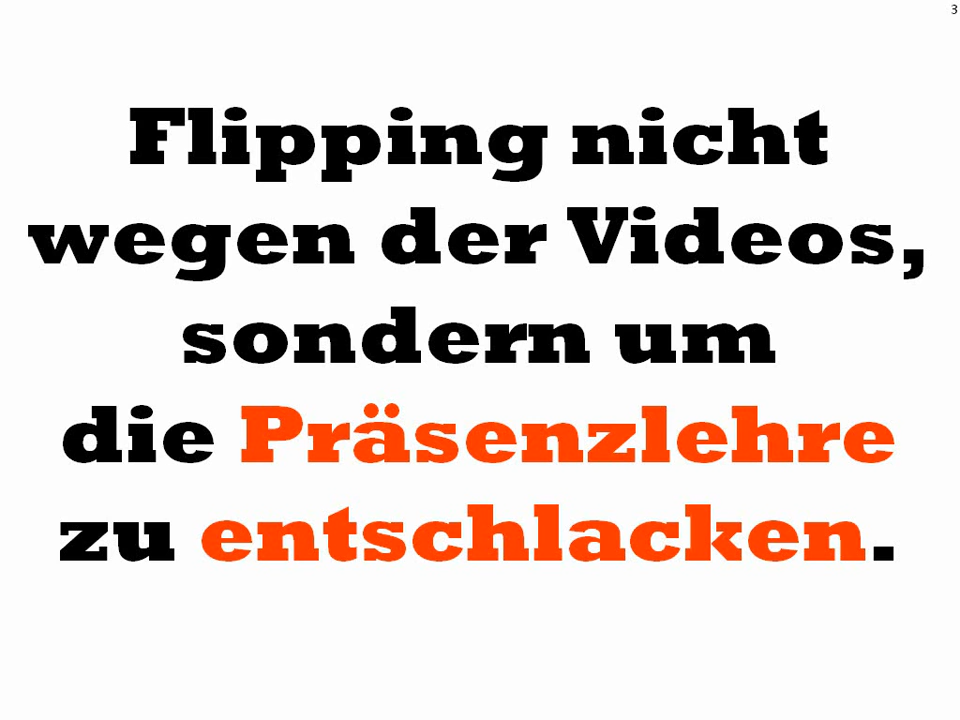 3
Flipping nicht
wegen der Videos,
sondern um
die Präsenzlehre
zu entschlacken.